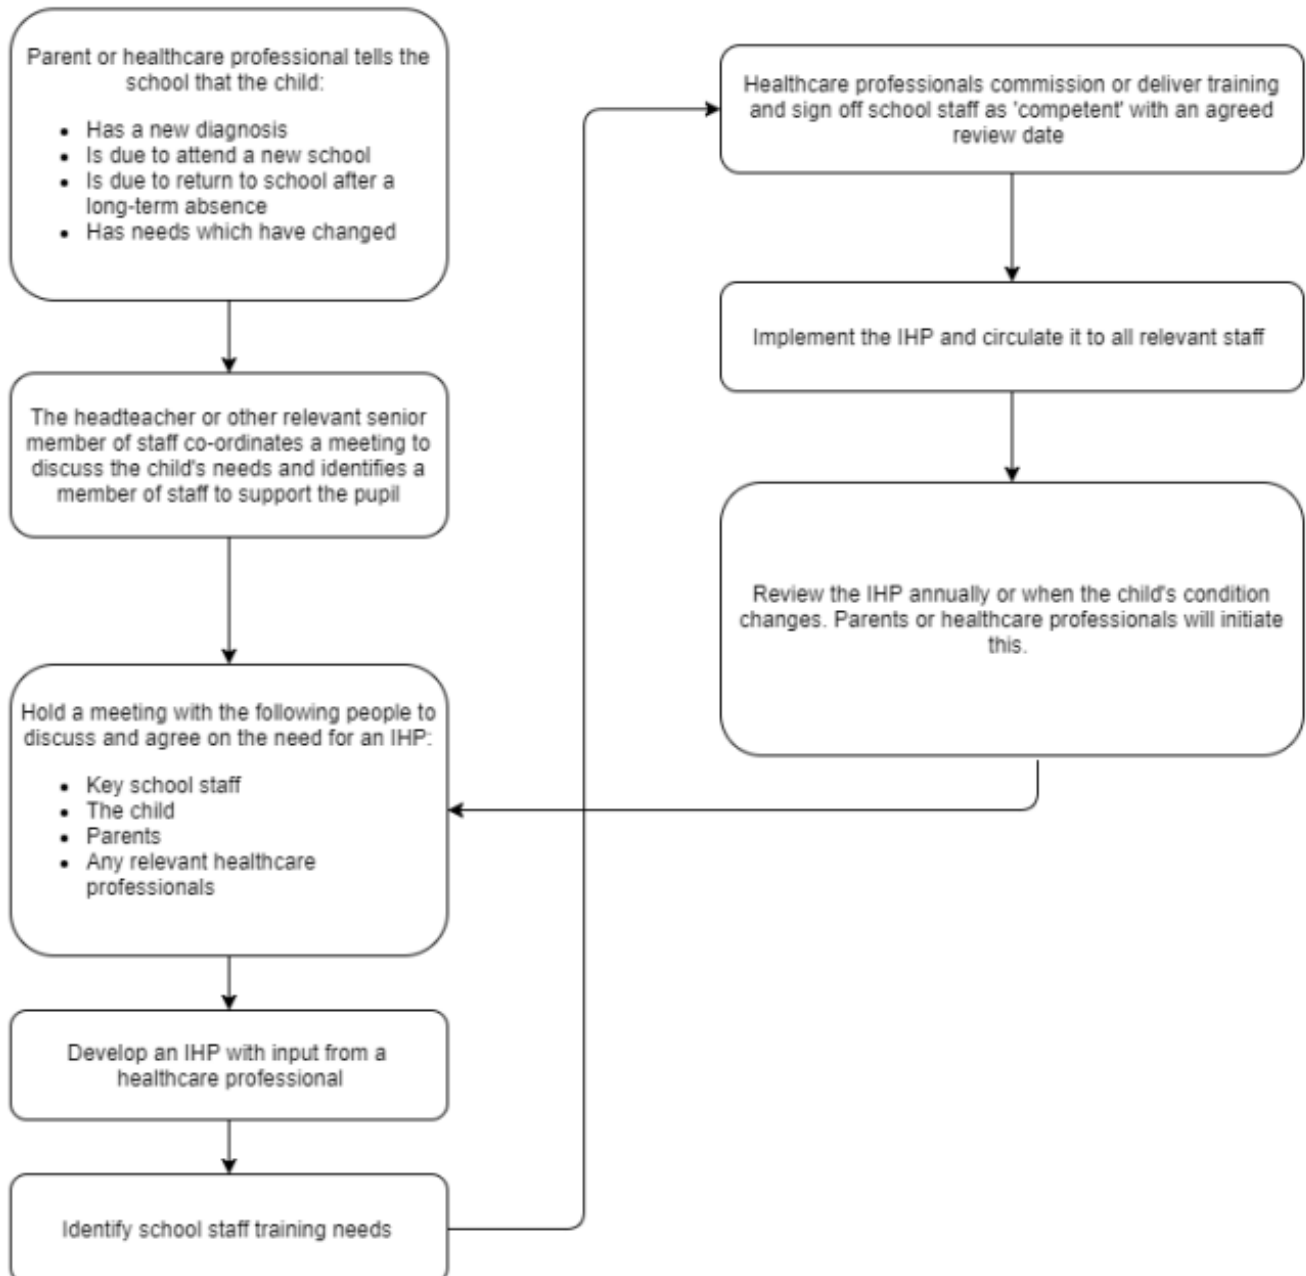 Parent or healthcare professional tells the
school that the child:
• Has a new diagnosis
• Is due to attend a new school
• Is due to return to school after a
long-term absence
• Has needs which have changed
The headteacher or other relevant senior
member of staff co-ordinates a meeting to
discuss the child's needs and identifies a
member of staff to support the pupil
Hold a meeting with the following people to
discuss and agree on the need for an IHP:
• Key school staff
• The child
• Parents
• Any relevant healthcare
professionals
Develop an IHP with input from a
healthcare professional
Identify school staff training needs
Healthcare professionals commission or deliver training
and sign off school staff as 'competent' with an agreed
review date
Implement the IHP and circulate it to all relevant staff
Review the IHP annually or when the child's condition
changes. Parents or healthcare professionals will initiate
this.